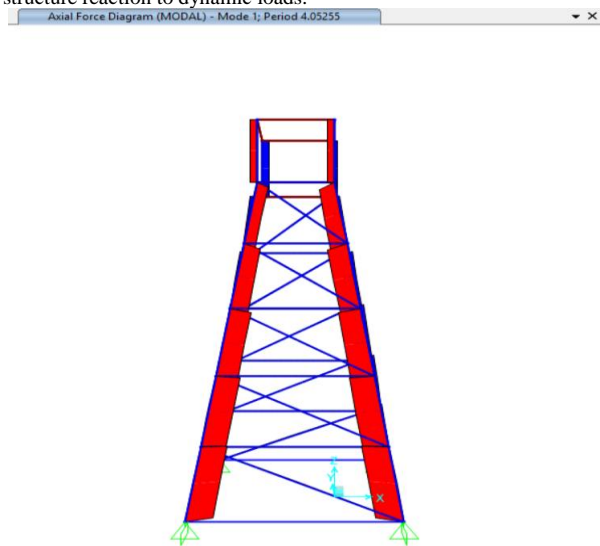 structure reaction to dynamic loads.
Axial Force Diagram (MODAL) - Mode 1; Period 4.05255
Z
Y
X